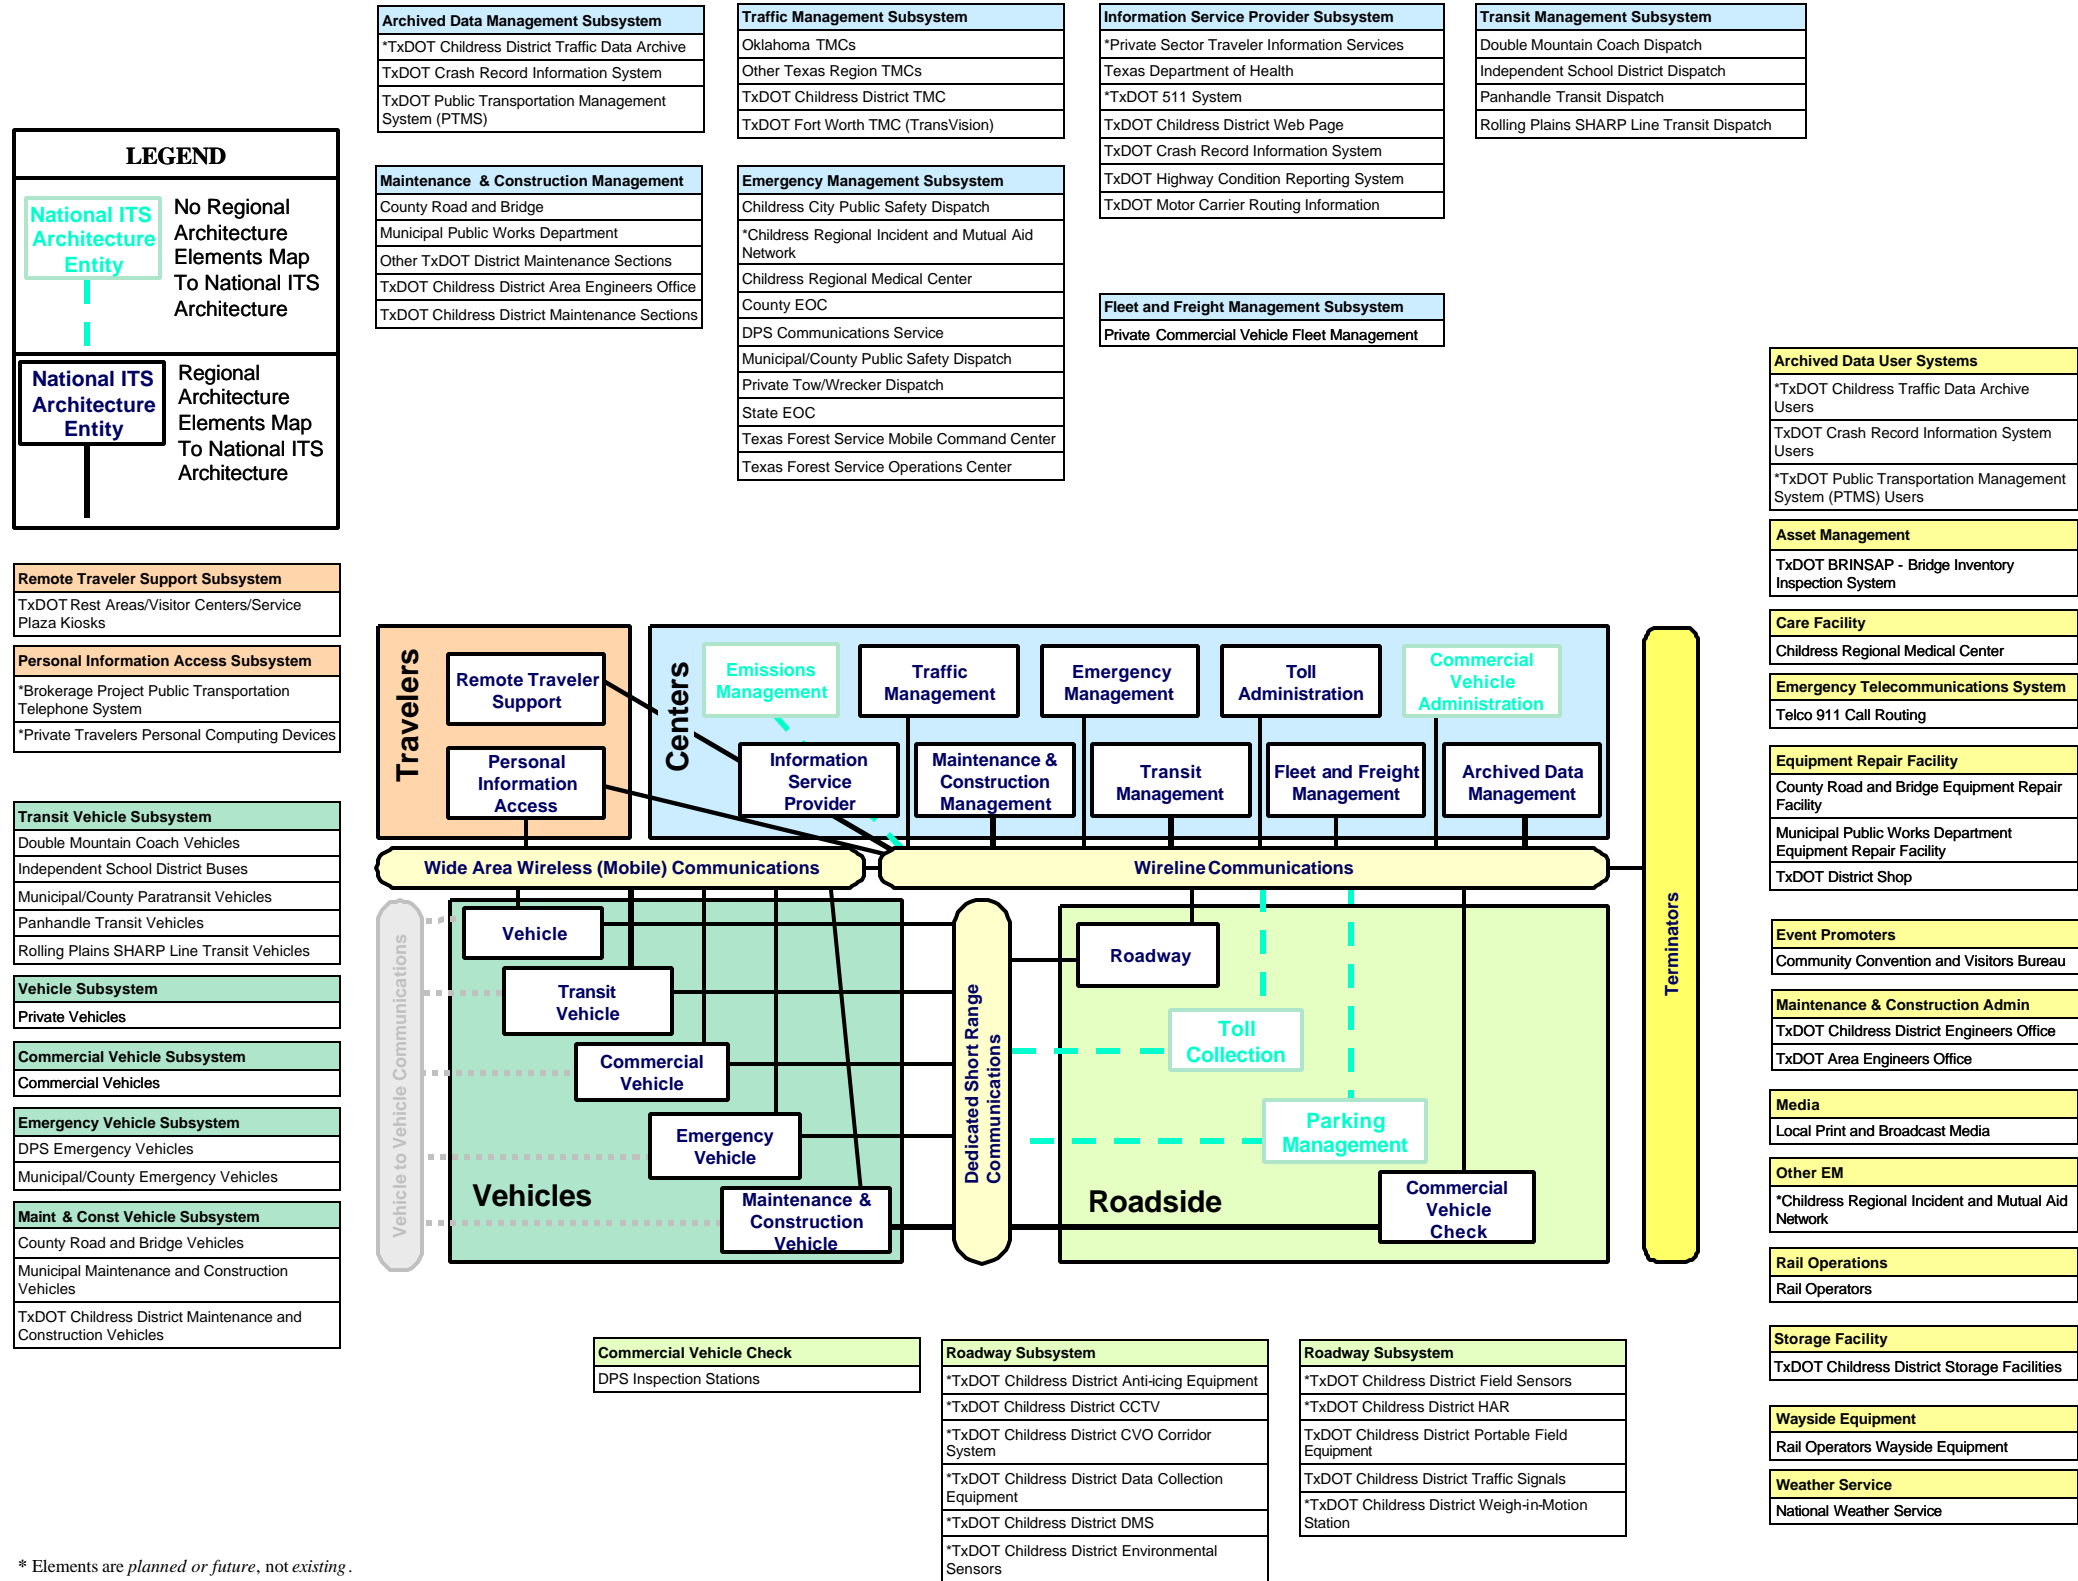 Archived Data Management Subsystem
*TxDOT Childress District Traffic Data Archive
TxDOT Crash Record Information System
TxDOT Public Transportation Management
System (PTMS)
Traffic Management Subsystem
Oklahoma TMCs
Other Texas Region TMCs
TxDOT Childress District TMC
TxDOT Fort Worth TMC (TransVision)
Information Service Provider Subsystem
*Private Sector Traveler Information Services
Texas Department of Health
*TxDOT 511 System
TxDOT Childress District Web Page
TxDOT Crash Record Information System
TxDOT Highway Condition Reporting System
TxDOT Motor Carrier Routing Information
Transit Management Subsystem
Double Mountain Coach Dispatch
Independent School District Dispatch
Panhandle Transit Dispatch
Rolling Plains SHARP Line Transit Dispatch
LEGEND
National ITS
Architecture
Entity
No Regional
Architecture
Elements Map
To National ITS
Architecture
National ITS
Architecture
Entity
Regional
Architecture
Elements Map
To National ITS
Architecture
Maintenance & Construction Management
County Road and Bridge
Municipal Public Works Department
Other TxDOT District Maintenance Sections
TxDOT Childress District Area Engineers Office
TxDOT Childress District Maintenance Sections
Emergency Management Subsystem
Childress City Public Safety Dispatch
*Childress Regional Incident and Mutual Aid
Network
Childress Regional Medical Center
County EOC
DPS Communications Service
Municipal/County Public Safety Dispatch
Private Tow/Wrecker Dispatch
State EOC
Texas Forest Service Mobile Command Center
Texas Forest Service Operations Center
Fleet and Freight Management Subsystem
Private Commercial Vehicle Fleet Management
Remote Traveler Support Subsystem
TxDOT Rest Areas/Visitor Centers/Service
Plaza Kiosks
Personal Information Access Subsystem
*Brokerage Project Public Transportation
Telephone System
*Private Travelers Personal Computing Devices
Transit Vehicle Subsystem
Double Mountain Coach Vehicles
Independent School District Buses
Municipal/County Paratransit Vehicles
Panhandle Transit Vehicles
Rolling Plains SHARP Line Transit Vehicles
Vehicle Subsystem
Private Vehicles
Commercial Vehicle Subsystem
Commercial Vehicles
Emergency Vehicle Subsystem
DPS Emergency Vehicles
Municipal/County Emergency Vehicles
Maint & Const Vehicle Subsystem
County Road and Bridge Vehicles
Municipal Maintenance and Construction
Vehicles
TxDOT Childress District Maintenance and
Construction Vehicles
Travelers
Remote Traveler
Support
Personal
Information
Access
Centers
Emissions
Management
Traffic
Management
Emergency
Management
Toll
Administration
Commercial
Vehicle
Administration
Information
Service
Provider
Maintenance &
Construction
Management
Transit
Management
Fleet and Freight
Management
Archived Data
Management
Wide Area Wireless (Mobile) Communications
Wireline Communications
Terminators
Vehicle to Vehicle Communications
Vehicle
Transit
Vehicle
Commercial
Vehicle
Emergency
Vehicle
Maintenance &
Construction
Vehicle
Vehicles
Dedicated Short Range
Communications
Roadway
Toll
Collection
Parking
Management
Commercial
Vehicle
Check
Roadside
Archived Data User Systems
*TxDOT Childress Traffic Data Archive
Users
TxDOT Crash Record Information System
Users
*TxDOT Public Transportation Management
System (PTMS) Users
Asset Management
TxDOT BRINSAP - Bridge Inventory
Inspection System
Care Facility
Childress Regional Medical Center
Emergency Telecommunications System
Telco 911 Call Routing
Equipment Repair Facility
County Road and Bridge Equipment Repair
Facility
Municipal Public Works Department
Equipment Repair Facility
TxDOT District Shop
Event Promoters
Community Convention and Visitors Bureau
Maintenance & Construction Admin
TxDOT Childress District Engineers Office
TxDOT Area Engineers Office
Media
Local Print and Broadcast Media
Other EM
*Childress Regional Incident and Mutual Aid
Network
Rail Operations
Rail Operators
Storage Facility
TxDOT Childress District Storage Facilities
Wayside Equipment
Rail Operators Wayside Equipment
Weather Service
National Weather Service
Commercial Vehicle Check
DPS Inspection Stations
Roadway Subsystem
*TxDOT Childress District Anti-icing Equipment
*TxDOT Childress District CCTV
*TxDOT Childress District CVO Corridor
System
*TxDOT Childress District Data Collection
Equipment
*TxDOT Childress District DMS
*TxDOT Childress District Environmental
Sensors
Roadway Subsystem
*TxDOT Childress District Field Sensors
*TxDOT Childress District HAR
TxDOT Childress District Portable Field
Equipment
TxDOT Childress District Traffic Signals
*TxDOT Childress District Weigh-in-Motion
Station
* Elements are planned or future, not existing.